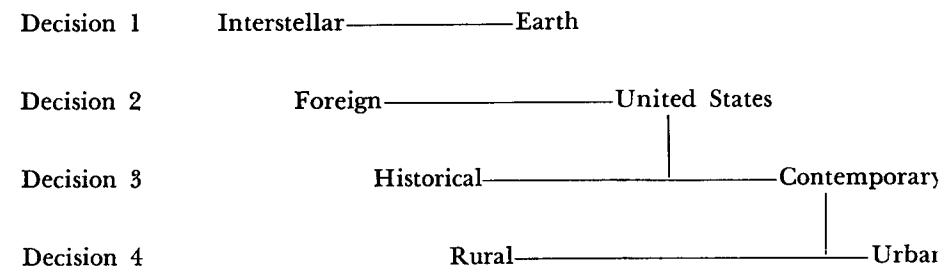 Decision 1 Interstellar Earth
Decision 2 Foreign United States
Decision 3 Historical Contemporary
Decision 4 Rural Urban